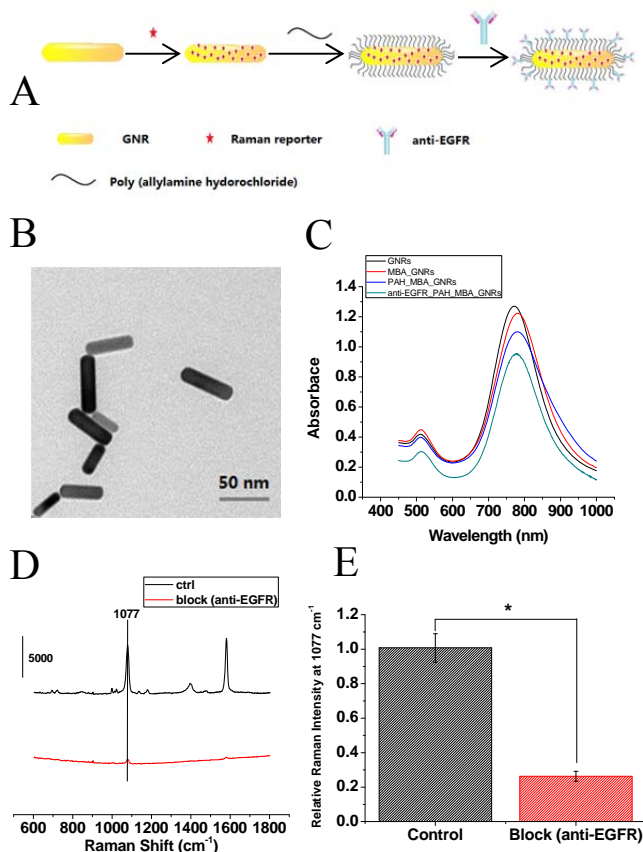 A
GNR
Raman reporter
anti-EGFR
Poly (allylamine hydorochloride)
B
50 nm
C
GNRs
MBA_GNRs
PAH_MBA_GNRs
anti-EGFR_PAH_MBA_GNRs
Absorbace
1.4
1.2
1.0
0.8
0.6
0.4
0.2
0.0
400 500 600 700 800 900 1000
Wavelength (nm)
D
ctrl
block (anti-EGFR)
1077
5000
600 800 1000 1200 1400 1600 1800
Raman Shift (cm-1)
E
Relative Raman Intensity at 1077 cm-1
1.2
1.0
0.8
0.6
0.4
0.2
0.0
*
Control Block (anti-EGFR)